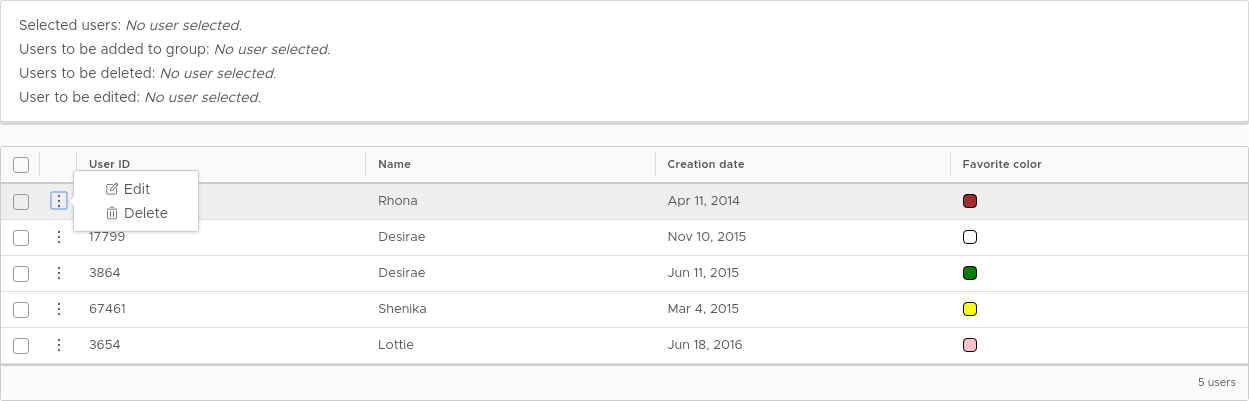 Selected users: No user selected.
Users to be added to group: No user selected.
Users to be deleted: No user selected.
User to be edited: No user selected.
User ID Name Creation date Favorite color
Edit
Delete
Rhona Apr 11, 2014
17799 Desirae Nov 10, 2015
3864 Desirae Jun 11, 2015
67461 Shenika Mar 4, 2015
3654 Lottie Jun 18, 2016
5 users